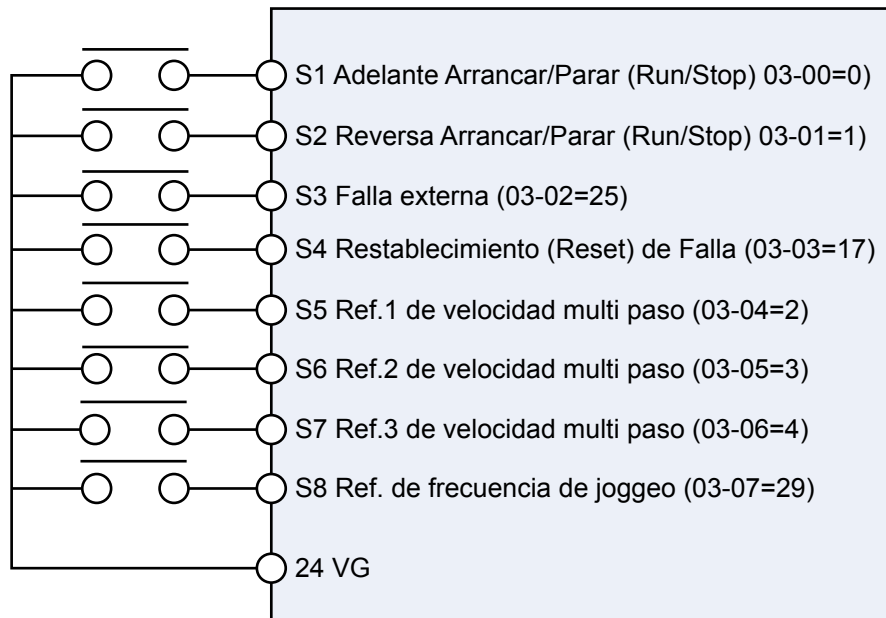 S1 Adelante Arrancar/Parar (Run/Stop) 03-00=0)
S2 Reversa Arrancar/Parar (Run/Stop) 03-01=1)
S3 Falla externa (03-02=25)
S4 Restablecimiento (Reset) de Falla (03-03=17)
S5 Ref.1 de velocidad multi paso (03-04=2)
S6 Ref.2 de velocidad multi paso (03-05=3)
S7 Ref.3 de velocidad multi paso (03-06=4)
S8 Ref. de frecuencia de joggeo (03-07=29)
24 VG